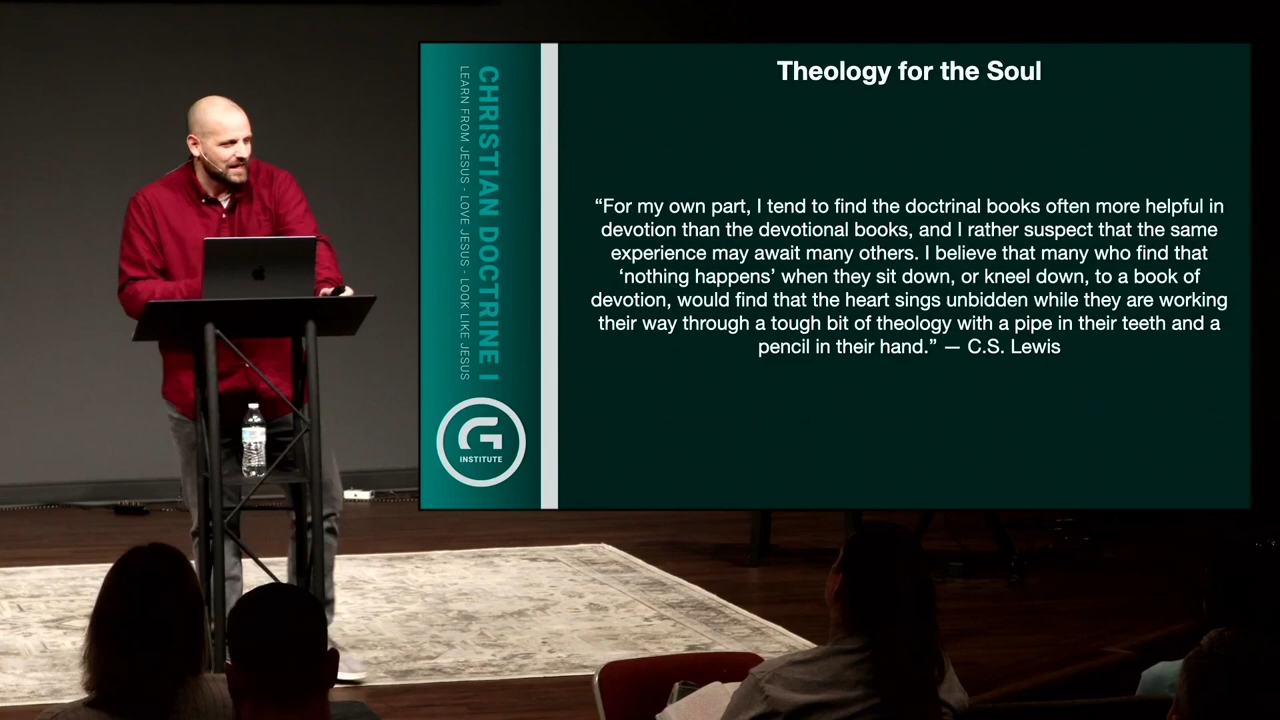 Theology for the Soul
“For my own part, I tend to find the doctrinal books often more helpful in
devotion than the devotional books, and I rather suspect that the same
experience may await many others. I believe that many who find that
‘nothing happens’ when they sit down, or kneel down, to a book of
devotion, would find that the heart sings unbidden while they are working
their way through a tough bit of theology with a pipe in their teeth and a
pencil in their hand.” — C.S. Lewis
CHRISTIAN DOCTRINE I
LEARN FROM JESUS - LOVE JESUS - LOOK LIKE JESUS
G
INSTITUTE